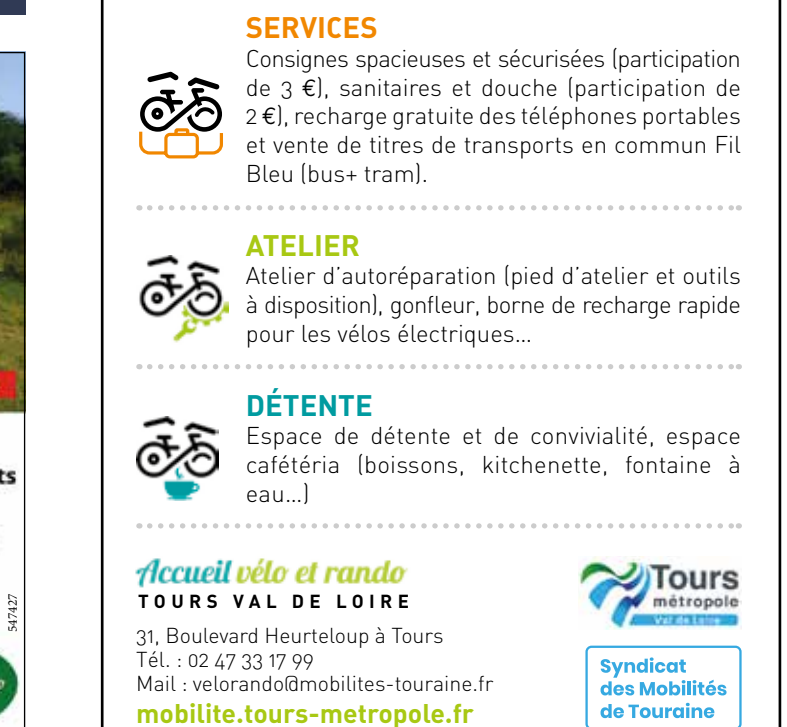 SERVICES
Consignes spacieuses et sécurisées (participation
de 3 €), sanitaires et douche (participation de
2 €), recharge gratuite des téléphones portables
et vente de titres de transports en commun Fil
Bleu (bus+ tram).
ATELIER
Atelier d'autoréparation (pied d'atelier et outils
à disposition), gonfleur, borne de recharge rapide
pour les vélos électriques...
DÉTENTE
Espace de détente et de convivialité, espace
cafétéria (boissons, kitchenette, fontaine à
eau...)
Accueil vélo et rando
TOURS VAL DE LOIRE
31, Boulevard Heurteloup à Tours
Tél. : 02 47 33 17 99
Mail : velorando@mobilites-touraine.fr
mobilite.tours-metropole.fr
Tours
métropole
Val de Loire
Syndicat
des Mobilités
de Touraine
ts
547427